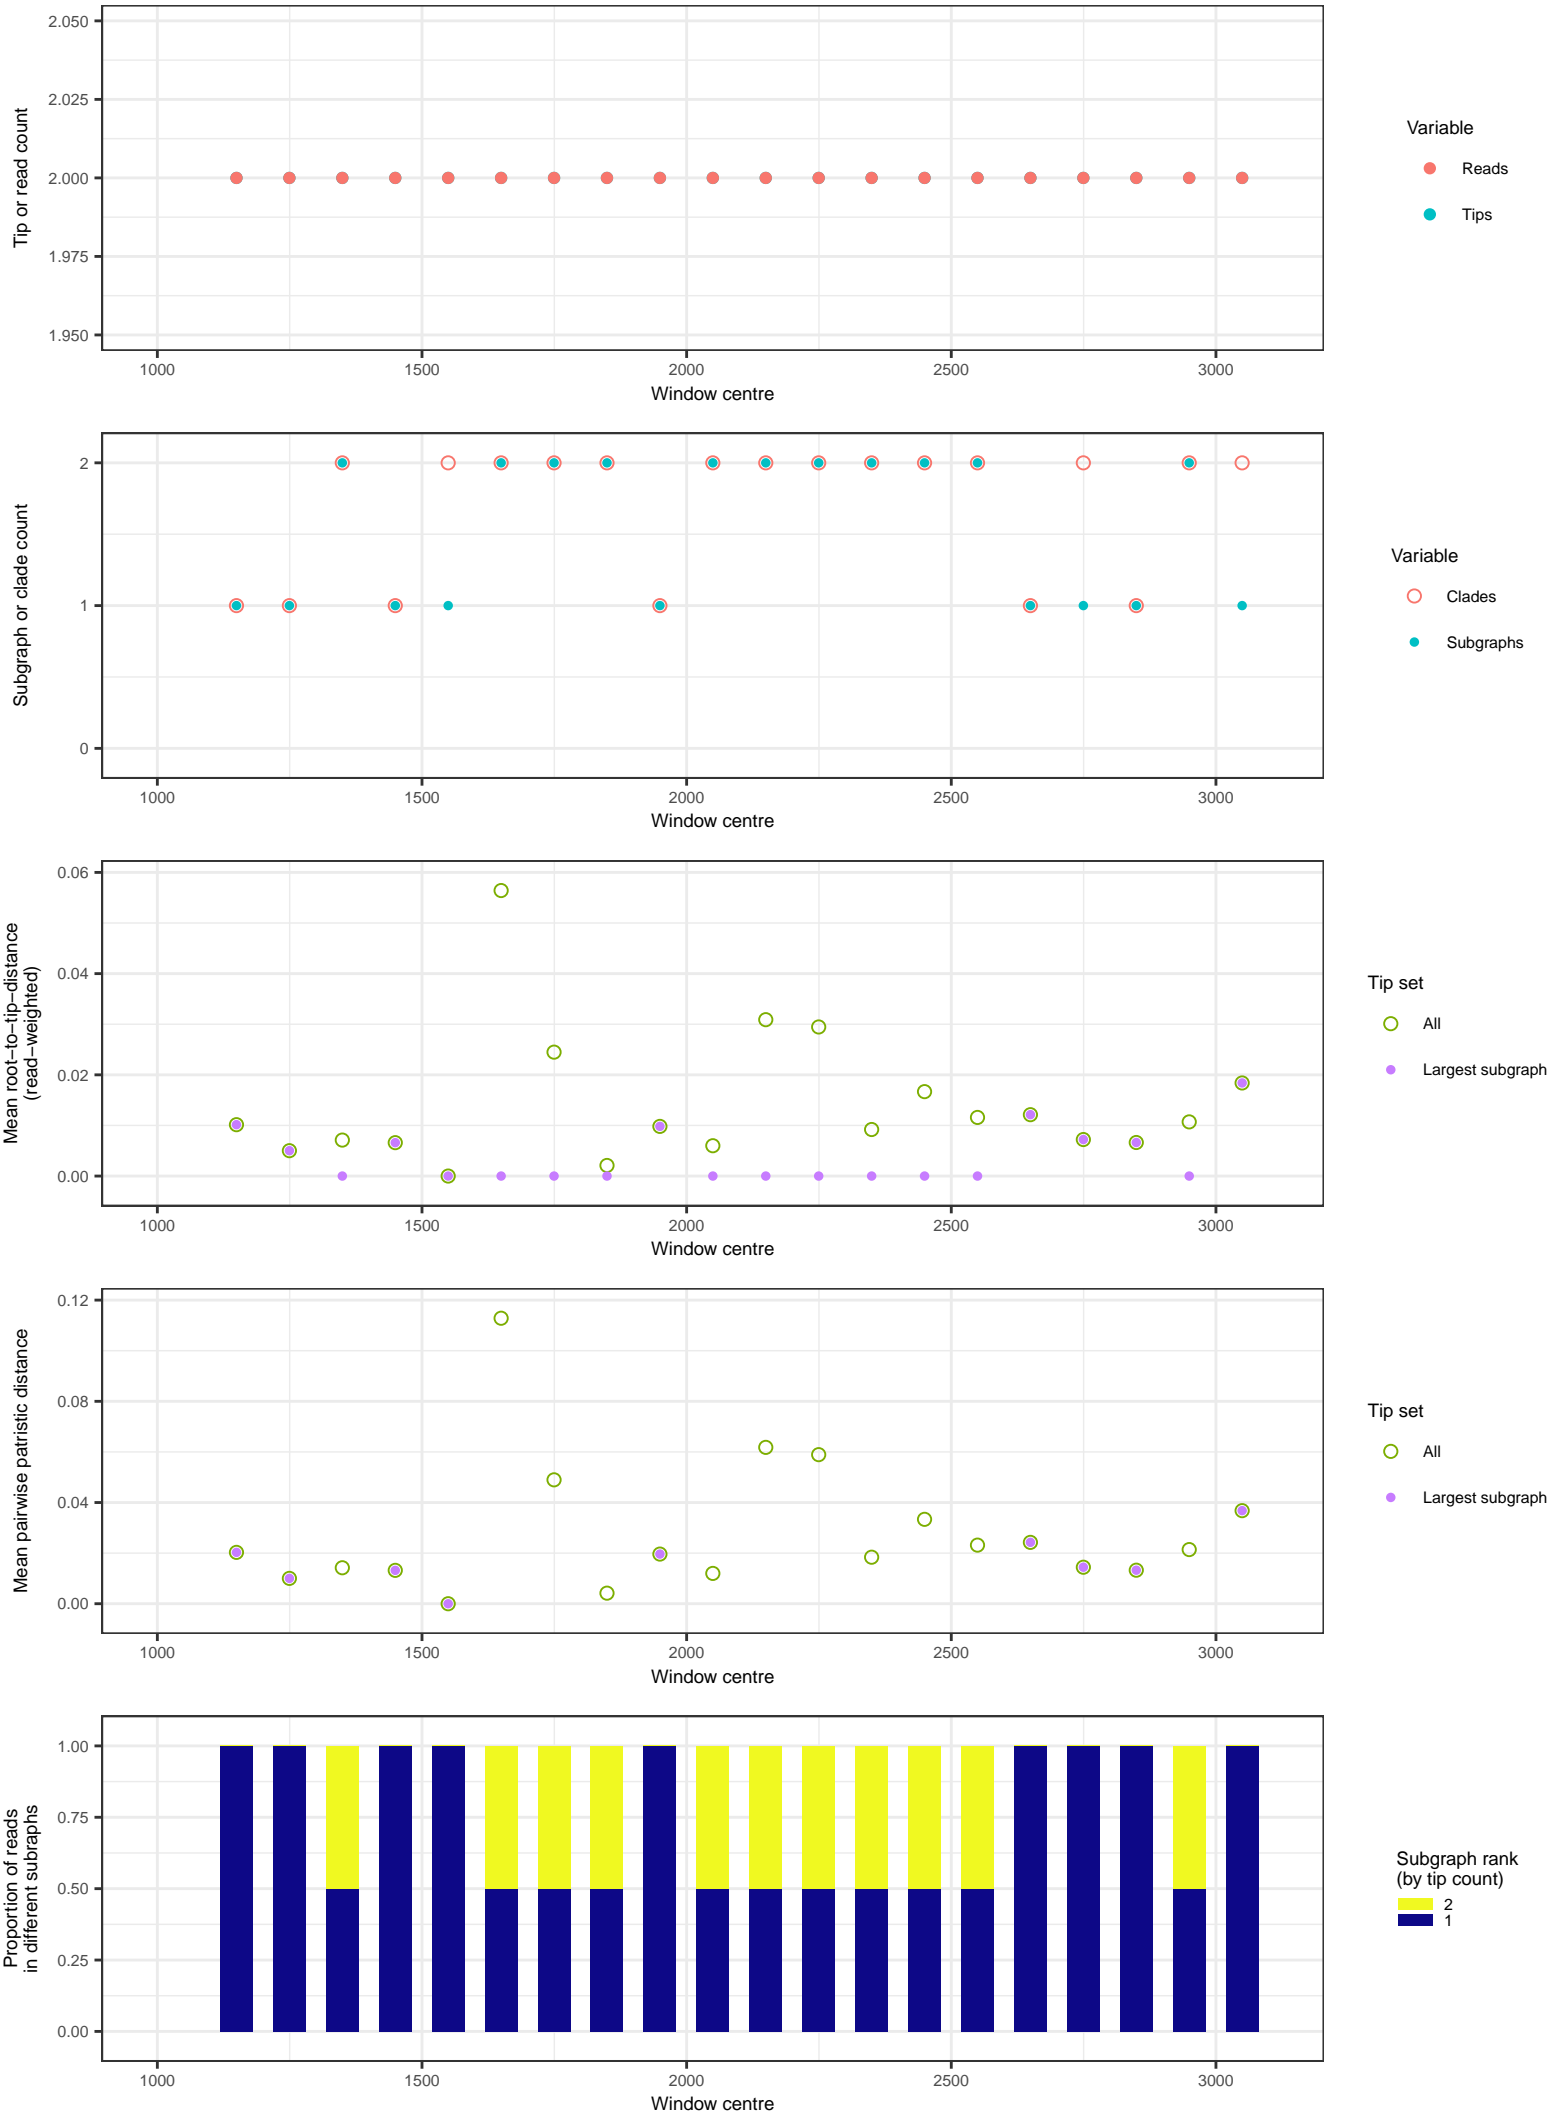 2.050
2.025
2.000
1.975
1.950
Tip or read count
1000 1500 2000 2500 3000
Window centre
Variable
Reads
Tips
2
1
0
Subgraph or clade count
1000 1500 2000 2500 3000
Window centre
Variable
Clades
Subgraphs
0.06
0.04
0.02
0.00
Mean root−to−tip−distance
(read−weighted)
1000 1500 2000 2500 3000
Window centre
Tip set
All
Largest subgraph
0.12
0.08
0.04
0.00
Mean pairwise patristic distance
1000 1500 2000 2500 3000
Window centre
Tip set
All
Largest subgraph
1.00
0.75
0.50
0.25
0.00
Proportion of reads
in different subraphs
1000 1500 2000 2500 3000
Window centre
Subgraph rank
(by tip count)
2
1